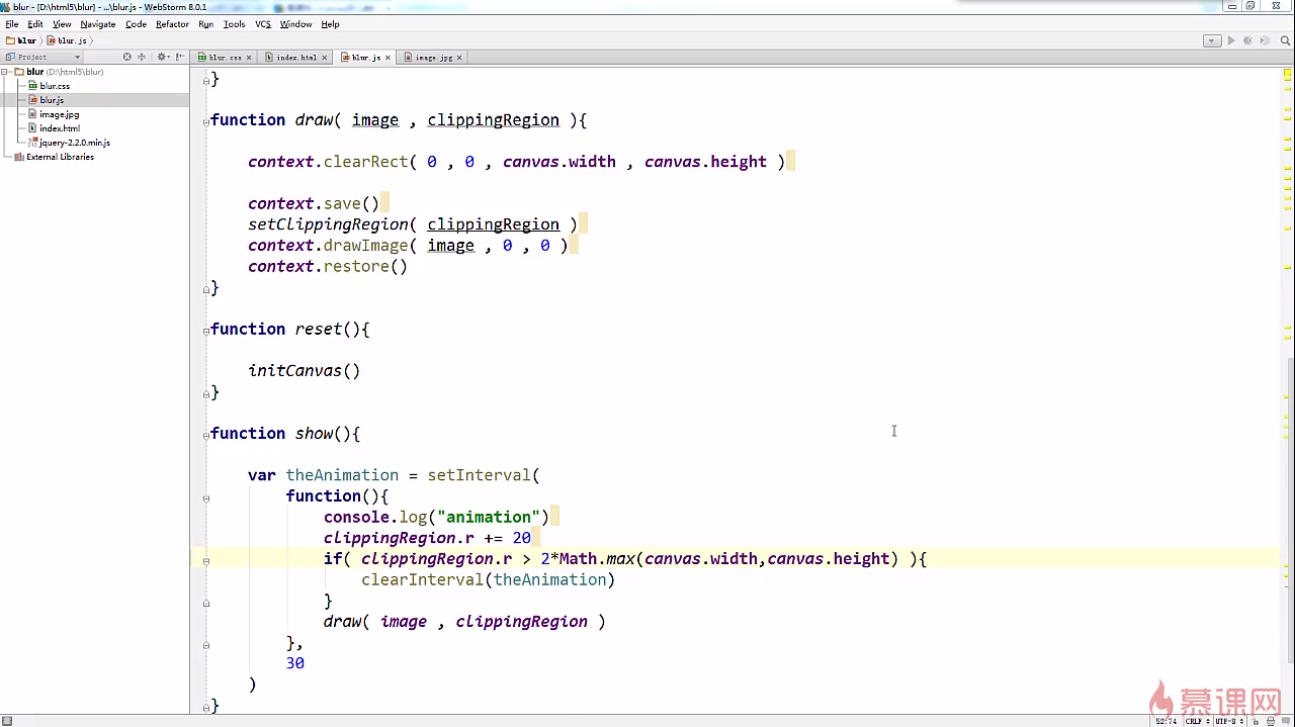 blur - [D:\html5\blur] - ...\blur.js - WebStorm 8.0.1
File Edit View Navigate Code Refactor Run Tools VCS Window Help
blur blur.js
Project blur.css index.html blur.js image.jpg
blur (D:\html5\blur)
blur.css
blur.js
image.jpg
index.html
jquery-2.2.0.min.js
External Libraries
}
function draw( image , clippingRegion ){
context.clearRect( 0 , 0 , canvas.width , canvas.height )
context.save()
setClippingRegion( clippingRegion )
context.drawImage( image , 0 , 0 )
context.restore()
}
function reset(){
initCanvas()
}
function show(){
var theAnimation = setInterval(
function(){
console.log("animation")
clippingRegion.r += 20
if( clippingRegion.r > 2*Math.max(canvas.width,canvas.height) ){
clearInterval(theAnimation)
}
draw( image , clippingRegion )
},
30
)
}
慕课网
52:74 CRLF UTF-8